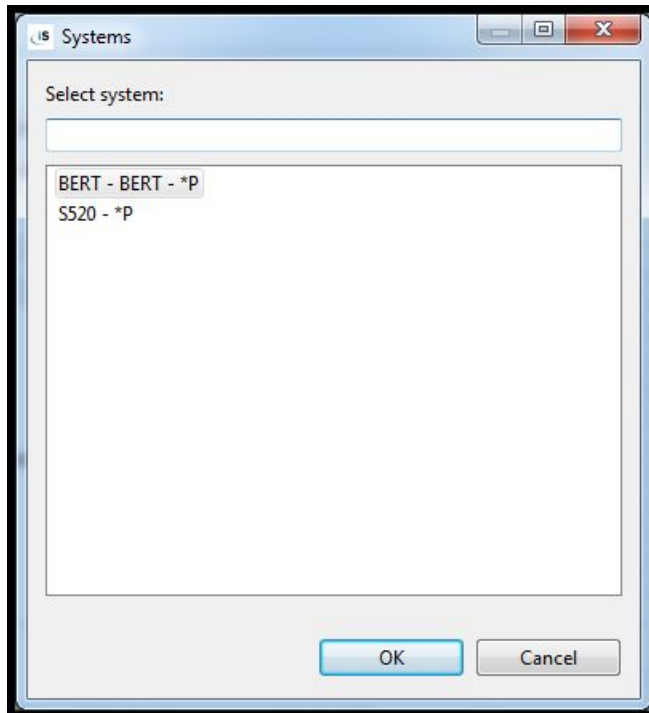 iS Systems
Select system:
BERT - BERT - *P
S520 - *P
OK Cancel